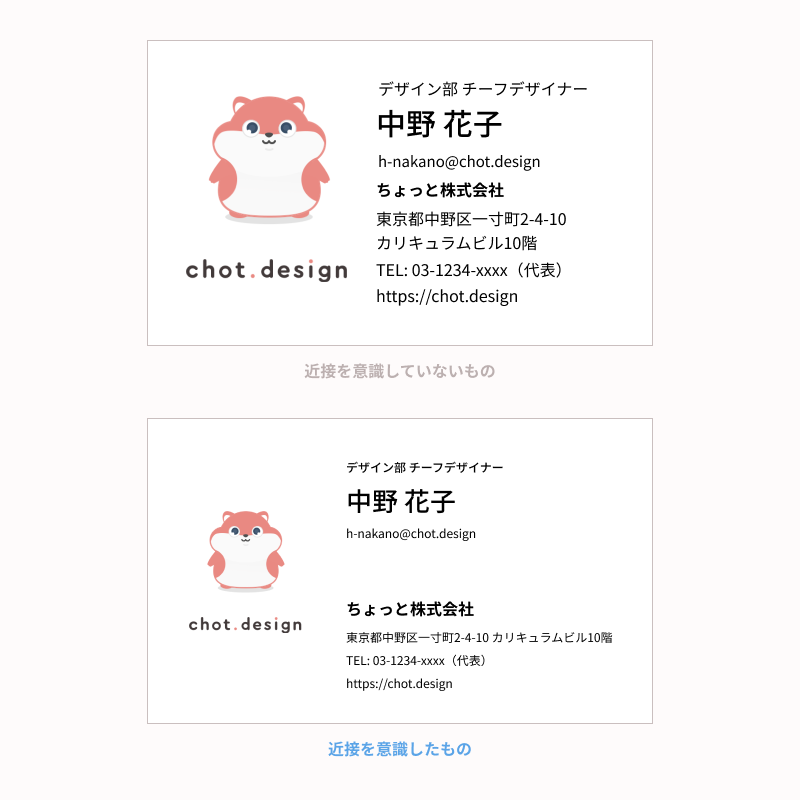 デザイン部 チーフデザイナー
中野 花子
h-nakano@chot.design
ちょっと株式会社
東京都中野区一寸町2-4-10
カリキュラムビル10階
TEL: 03-1234-xxxx（代表）
https://chot.design
chot.design
近接を意識していないもの
デザイン部 チーフデザイナー
中野 花子
h-nakano@chot.design
ちょっと株式会社
東京都中野区一寸町2-4-10 カリキュラムビル10階
TEL: 03-1234-xxxx（代表）
https://chot.design
chot.design
近接を意識したもの